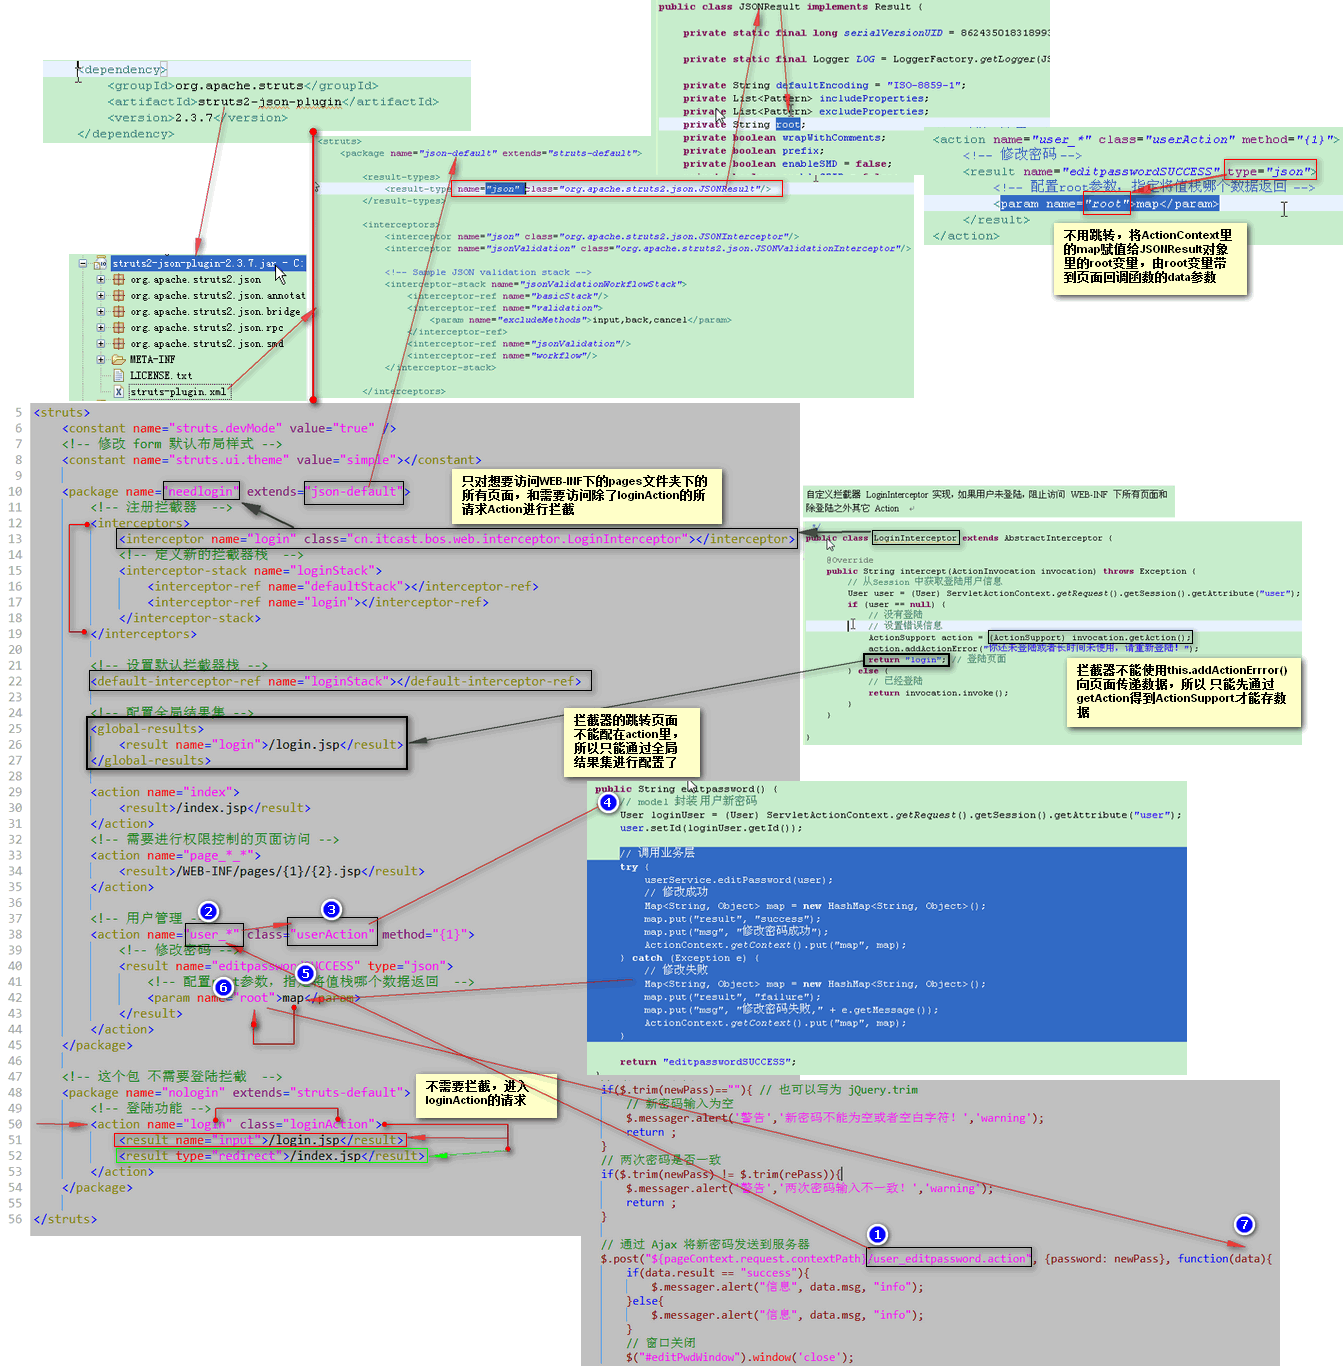 <dependency>
<groupId>org.apache.struts</groupId>
<artifactId>struts2-json-plugin</artifactId>
<version>2.3.7</version>
</dependency>
struts2-json-plugin-2.3.7.jar - C:
org.apache.struts2.json
org.apache.struts2.json.annotat
org.apache.struts2.json.bridge
org.apache.struts2.json.rpc
org.apache.struts2.json.smd
META-INF
LICENSE.txt
struts-plugin.xml
<struts>
<package name="json-default" extends="struts-default">
<result-types>
<result-type name="json" class="org.apache.struts2.json.JSONResult"/>
</result-types>
<interceptors>
<interceptor name="json" class="org.apache.struts2.json.JSONInterceptor"/>
<interceptor name="jsonValidation" class="org.apache.struts2.json.JSONValidationInterceptor"/>
<!-- Sample JSON validation stack -->
<interceptor-stack name="jsonValidationWorkflowStack">
<interceptor-ref name="basicStack"/>
<interceptor-ref name="validation">
<param name="excludeMethods">input,back,cancel</param>
</interceptor-ref>
<interceptor-ref name="jsonValidation"/>
<interceptor-ref name="workflow"/>
</interceptor-stack>
</interceptors>
public class JSONResult implements Result {
private static final long serialVersionUID = 8624350183189931
private static final Logger LOG = LoggerFactory.getLogger(JS
private String defaultEncoding = "ISO-8859-1";
private List<Pattern> includeProperties;
private List<Pattern> excludeProperties;
private String root;
private boolean wrapWithComments;
private boolean prefix;
private boolean enableSMD = false;
private boolean enableGZIP = false;
<action name="user_*" class="userAction" method="{1}">
<!-- 修改密码 -->
<result name="editpasswordSUCCESS" type="json">
<!-- 配置root参数，指定将值栈哪个数据返回 -->
<param name="root">map</param>
</result>
</action>
不用跳转，将ActionContext里
的map赋值给JSONResult对象
里的root变量，由root变量带
到页面回调函数的data参数
5 <struts>
6 <constant name="struts.devMode" value="true" />
7 <!-- 修改 form 默认布局样式 -->
8 <constant name="struts.ui.theme" value="simple"></constant>
9
10 <package name="needlogin" extends="json-default">
11 <!-- 注册拦截器 -->
12 <interceptors>
13 <interceptor name="login" class="cn.itcast.bos.web.interceptor.LoginInterceptor"></interceptor>
14 <!-- 定义新的拦截器栈 -->
15 <interceptor-stack name="loginStack">
16 <interceptor-ref name="defaultStack"></interceptor-ref>
17 <interceptor-ref name="login"></interceptor-ref>
18 </interceptor-stack>
19 </interceptors>
20
21 <!-- 设置默认拦截器栈 -->
22 <default-interceptor-ref name="loginStack"></default-interceptor-ref>
23
24 <!-- 配置全局结果集 -->
25 <global-results>
26 <result name="login">/login.jsp</result>
27 </global-results>
28
29 <action name="index">
30 <result>/index.jsp</result>
31 </action>
32 <!-- 需要进行权限控制的页面访问 -->
33 <action name="page_*_*">
34 <result>/WEB-INF/pages/{1}/{2}.jsp</result>
35 </action>
36
37 <!-- 用户管理 -->
38 <action name="user_*" class="userAction" method="{1}">
39 <!-- 修改密码 -->
40 <result name="editpasswordSUCCESS" type="json">
41 <!-- 配置root参数，指定将值栈哪个数据返回 -->
42 <param name="root">map</param>
43 </result>
44 </action>
45 </package>
46
47 <!-- 这个包 不需要登陆拦截 -->
48 <package name="nologin" extends="struts-default">
49 <!-- 登陆功能 -->
50 <action name="login" class="loginAction">
51 <result name="input">/login.jsp</result>
52 <result type="redirect">/index.jsp</result>
53 </action>
54 </package>
55
56 </struts>
只对想要访问WEB-INF下的pages文件夹下的
所有页面，和需要访问除了loginAction的所
请求Action进行拦截
自定义拦截器 LoginInterceptor 实现，如果用户未登陆，阻止访问 WEB-INF 下所有页面和
除登陆之外其它 Action
*/
public class LoginInterceptor extends AbstractInterceptor {
@Override
public String intercept(ActionInvocation invocation) throws Exception {
// 从Session 中获取登陆用户信息
User user = (User) ServletActionContext.getRequest().getSession().getAttribute("user");
if (user == null) {
// 没有登陆
// 设置错误信息
ActionSupport action = (ActionSupport) invocation.getAction();
action.addActionError("你还未登陆或者长时间未使用，请重新登陆！");
return "login"; // 登陆页面
} else {
// 已经登陆
return invocation.invoke();
}
}
}
拦截器不能使用this.addActionErrror()
向页面传递数据，所以 只能先通过
getAction得到ActionSupport才能存数
据
拦截器的跳转页面
不能配在action里，
所以只能通过全局
结果集进行配置了
public String editpassword() {
// model 封装 用户新密码
User loginUser = (User) ServletActionContext.getRequest().getSession().getAttribute("user");
user.setId(loginUser.getId());
// 调用业务层
try {
userService.editPassword(user);
// 修改成功
Map<String, Object> map = new HashMap<String, Object>();
map.put("result", "success");
map.put("msg", "修改密码成功");
ActionContext.getContext().put("map", map);
} catch (Exception e) {
// 修改失败
Map<String, Object> map = new HashMap<String, Object>();
map.put("result", "failure");
map.put("msg", "修改密码失败," + e.getMessage());
ActionContext.getContext().put("map", map);
}
return "editpasswordSUCCESS";
不需要拦截，进入
loginAction的请求
if($.trim(newPass)==""){ // 也可以写为 jQuery.trim
// 新密码输入为空
$.messager.alert('警告','新密码不能为空或者空白字符！','warning');
return ;
}
// 两次密码是否一致
if($.trim(newPass) != $.trim(rePass)){
$.messager.alert('警告','两次密码输入不一致！','warning');
return ;
}
// 通过 Ajax 将新密码发送到服务器
$.post("${pageContext.request.contextPath}/user_editpassword.action", {password: newPass}, function(data){
if(data.result == "success"){
$.messager.alert("信息", data.msg, "info");
}else{
$.messager.alert("信息", data.msg, "info");
}
// 窗口关闭
$("#editPwdWindow").window('close');
1
2
3
4
5
6
7